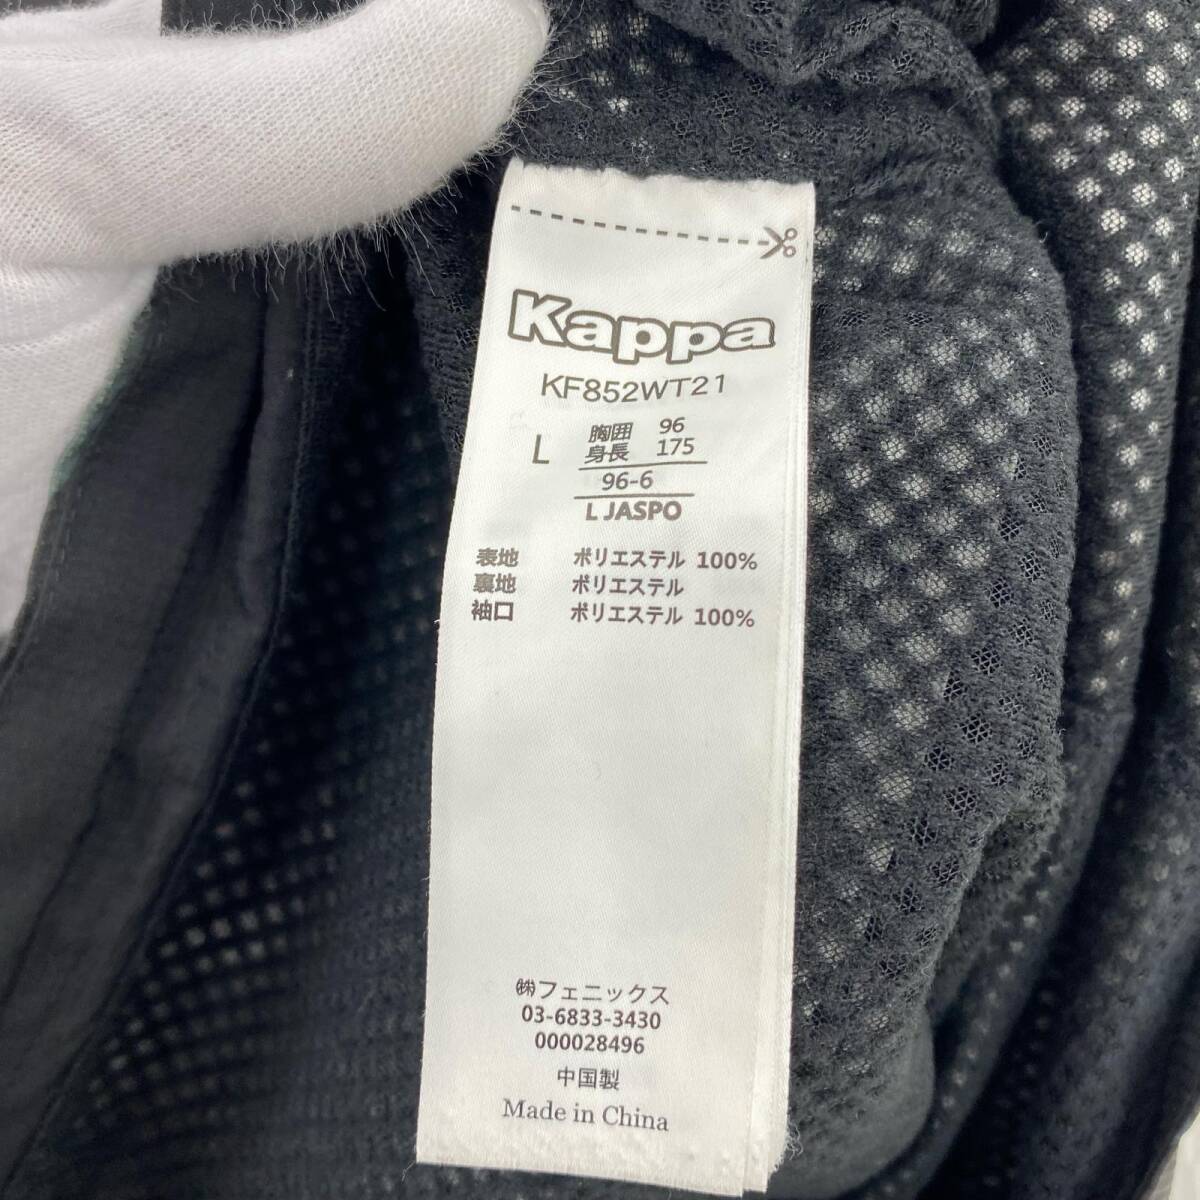 Kappa
KF852WT21
L 胸囲 96
身長 175
96-6
L JASPO
表地 ポリエステル 100%
裏地 ポリエステル
袖口 ポリエステル 100%
㈱フェニックス
03-6833-3430
000028496
中国製
Made in China